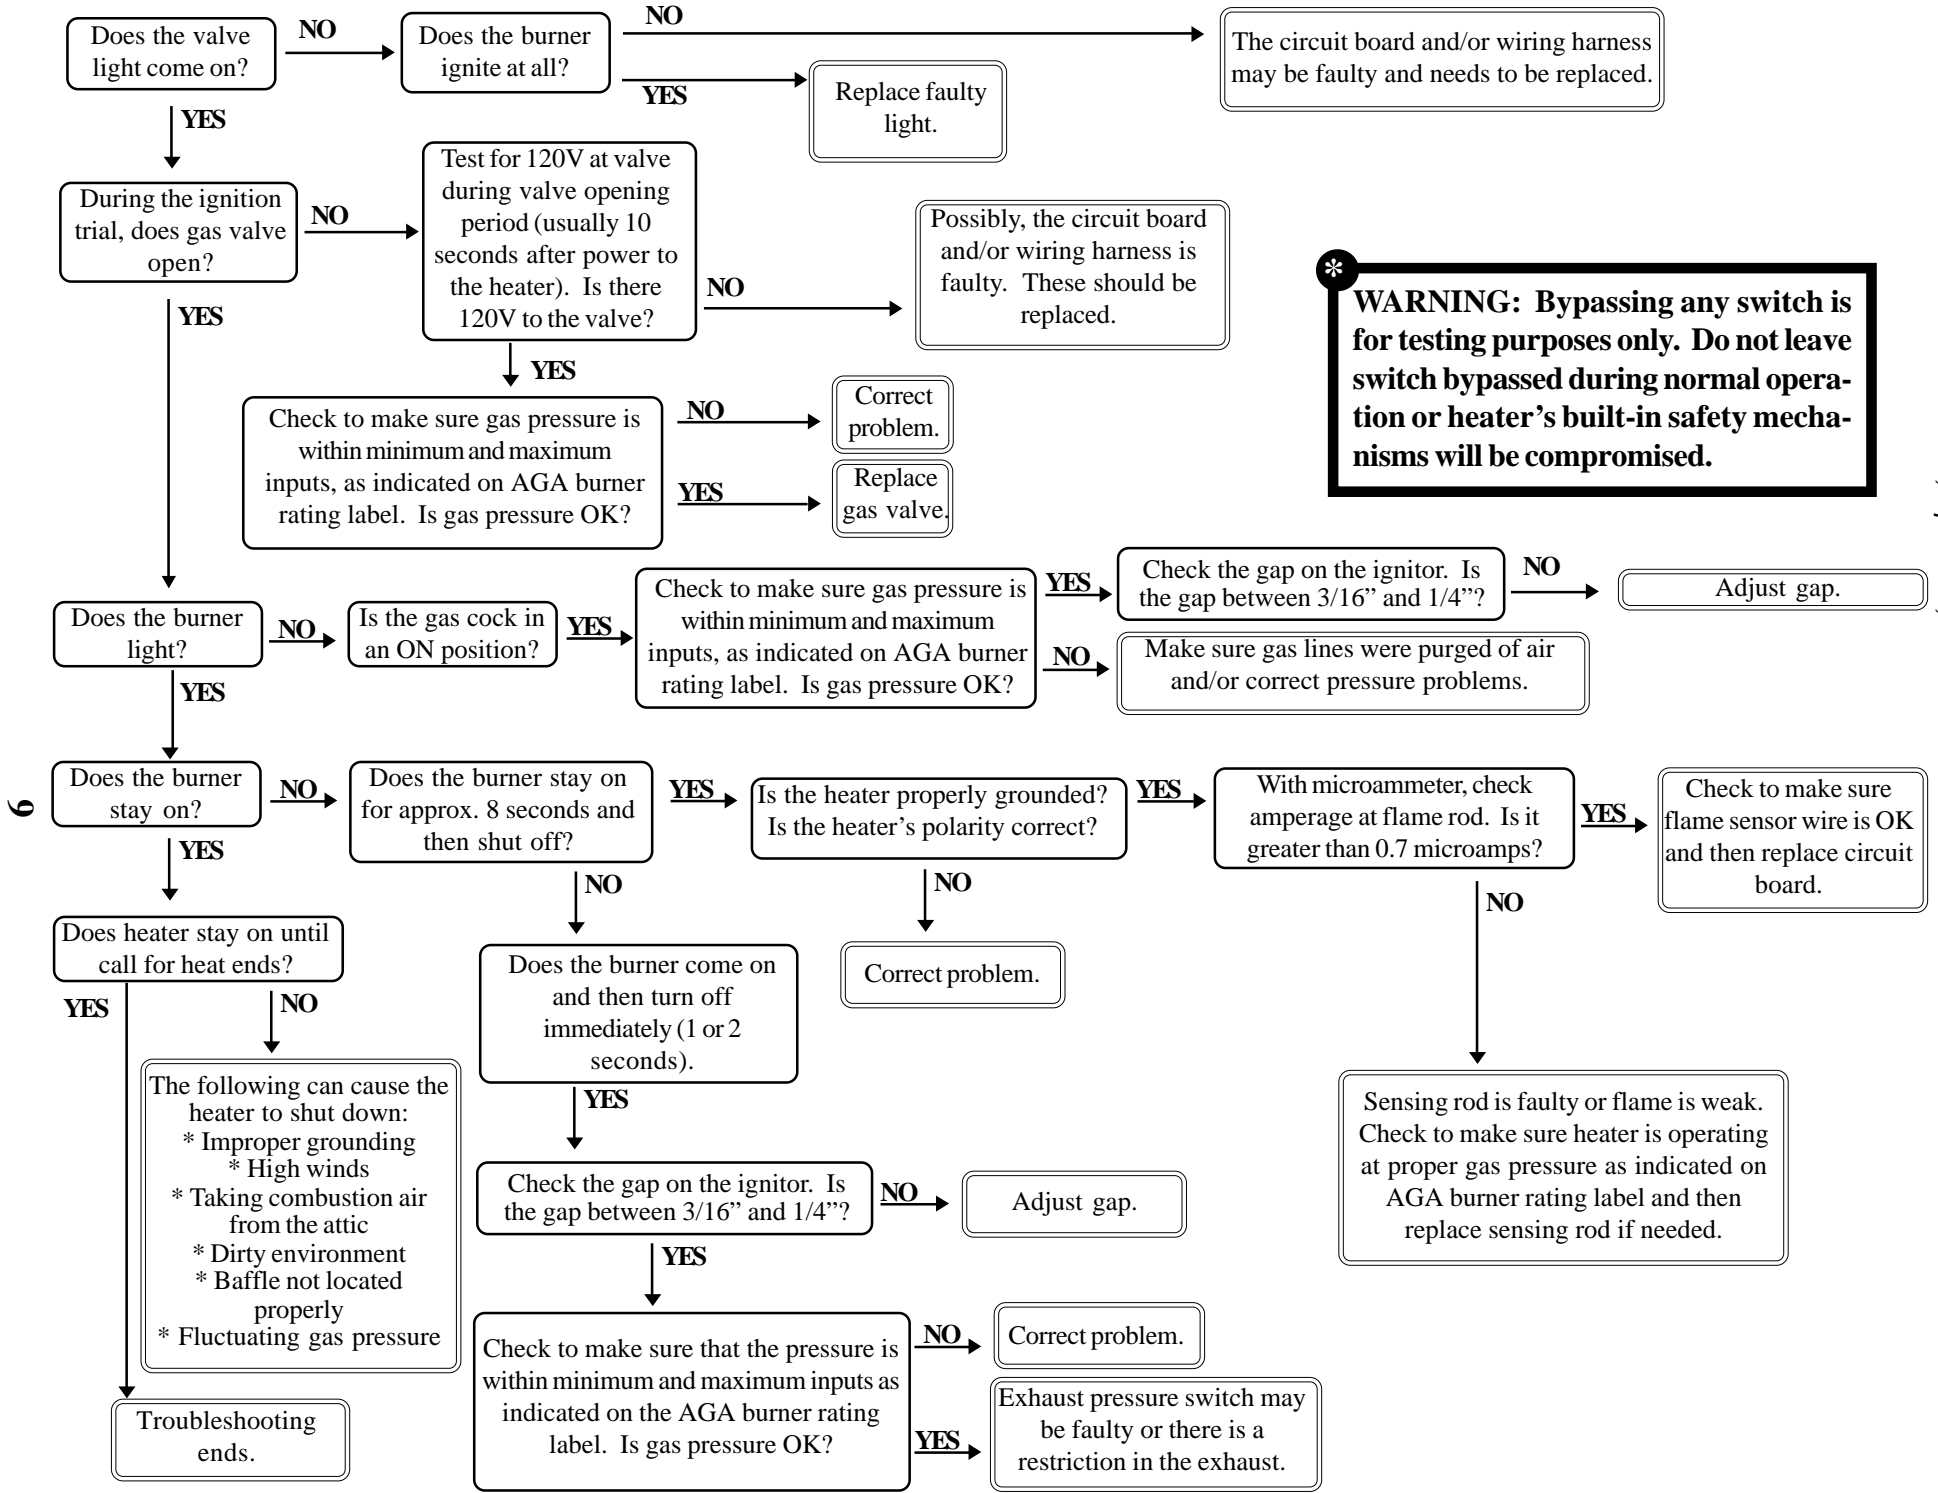 Does the valve
light come on?
NO
Does the burner
ignite at all?
NO
The circuit board and/or wiring harness
may be faulty and needs to be replaced.
YES
Replace faulty
light.
YES
During the ignition
trial, does gas valve
open?
NO
Test for 120V at valve
during valve opening
period (usually 10
seconds after power to
the heater).  Is there
120V to the valve?
NO
Possibly, the circuit board
and/or wiring harness is
faulty.  These should be
replaced.
*
WARNING:  Bypassing any switch is
for testing purposes only.  Do not leave
switch bypassed during normal opera-
tion or heater's built-in safety mecha-
nisms will be compromised.
YES
YES
Check to make sure gas pressure is
within minimum and maximum
inputs, as indicated on AGA burner
rating label.  Is gas pressure OK?
NO
Correct
problem.
YES
Replace
gas valve.
Does the burner
light?
NO
Is the gas cock in
an ON position?
YES
Check to make sure gas pressure is
within minimum and maximum
inputs, as indicated on AGA burner
rating label.  Is gas pressure OK?
YES
Check the gap on the ignitor.  Is
the gap between 3/16” and 1/4”?
NO
Adjust gap.
NO
Make sure gas lines were purged of air
and/or correct pressure problems.
YES
Does the burner
stay on?
NO
Does the burner stay on
for approx. 8 seconds and
then shut off?
YES
Is the heater properly grounded?
Is the heater's polarity correct?
YES
With microammeter, check
amperage at flame rod.  Is it
greater than 0.7 microamps?
YES
Check to make sure
flame sensor wire is OK
and then replace circuit
board.
9
YES
NO
NO
NO
Does heater stay on until
call for heat ends?
Does the burner come on
and then turn off
immediately (1 or 2
seconds).
Correct problem.
YES
NO
The following can cause the
heater to shut down:
* Improper grounding
* High winds
* Taking combustion air
from the attic
* Dirty environment
* Baffle not located
properly
* Fluctuating gas pressure
YES
Sensing rod is faulty or flame is weak.
Check to make sure heater is operating
at proper gas pressure as indicated on
AGA burner rating label and then
replace sensing rod if needed.
Check the gap on the ignitor.  Is
the gap between 3/16” and 1/4”?
NO
Adjust gap.
YES
Check to make sure that the pressure is
within minimum and maximum inputs as
indicated on the AGA burner rating
label.  Is gas pressure OK?
NO
Correct problem.
YES
Exhaust pressure switch may
be faulty or there is a
restriction in the exhaust.
Troubleshooting
ends.